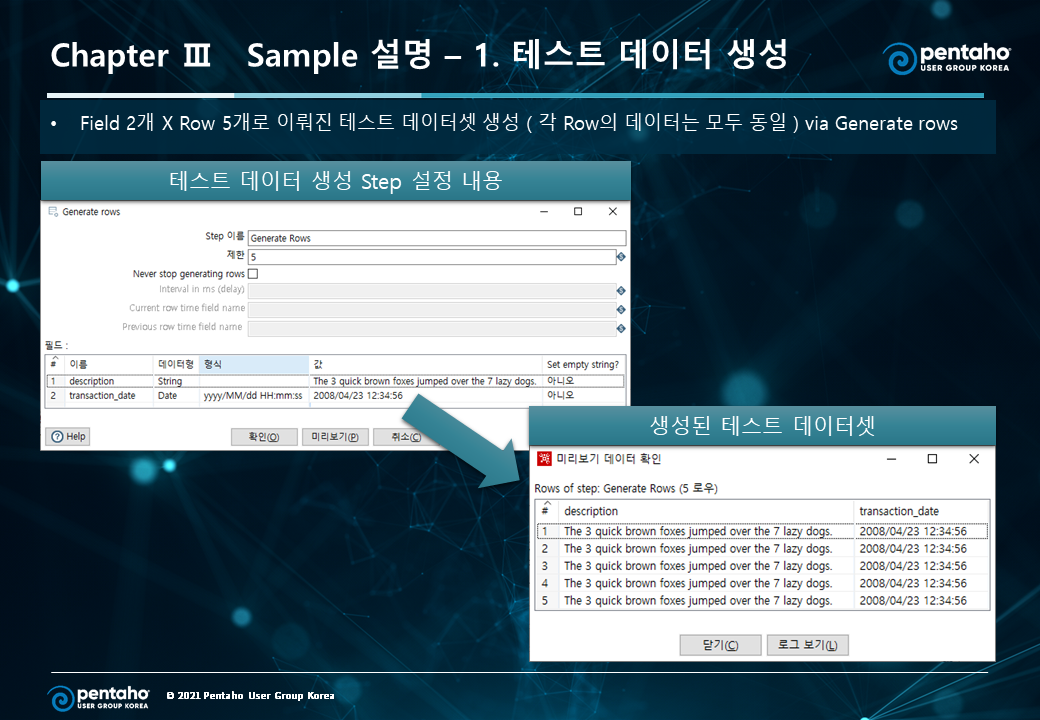 Chapter Ⅲ Sample 설명 – 1. 테스트 데이터 생성
pentaho
USER GROUP KOREA
• Field 2개 X Row 5개로 이뤄진 테스트 데이터셋 생성 ( 각 Row의 데이터는 모두 동일 ) via Generate rows
테스트 데이터 생성 Step 설정 내용
Generate rows
Step 이름 Generate Rows
제한 5
Never stop generating rows
Interval in ms (delay)
Current row time field name
Previous row time field name
필드 :
# 이름 데이터형 형식 값 Set empty string?
1 description String The 3 quick brown foxes jumped over the 7 lazy dogs. 아니오
2 transaction_date Date yyyy/MM/dd HH:mm:ss 2008/04/23 12:34:56 아니오
Help 확인(O) 미리보기(P) 취소(C)
생성된 테스트 데이터셋
미리보기 데이터 확인
Rows of step: Generate Rows (5 로우)
# description transaction_date
1 The 3 quick brown foxes jumped over the 7 lazy dogs. 2008/04/23 12:34:56
2 The 3 quick brown foxes jumped over the 7 lazy dogs. 2008/04/23 12:34:56
3 The 3 quick brown foxes jumped over the 7 lazy dogs. 2008/04/23 12:34:56
4 The 3 quick brown foxes jumped over the 7 lazy dogs. 2008/04/23 12:34:56
5 The 3 quick brown foxes jumped over the 7 lazy dogs. 2008/04/23 12:34:56
닫기(C) 로그 보기(L)
pentaho
USER GROUP KOREA
© 2021 Pentaho User Group Korea